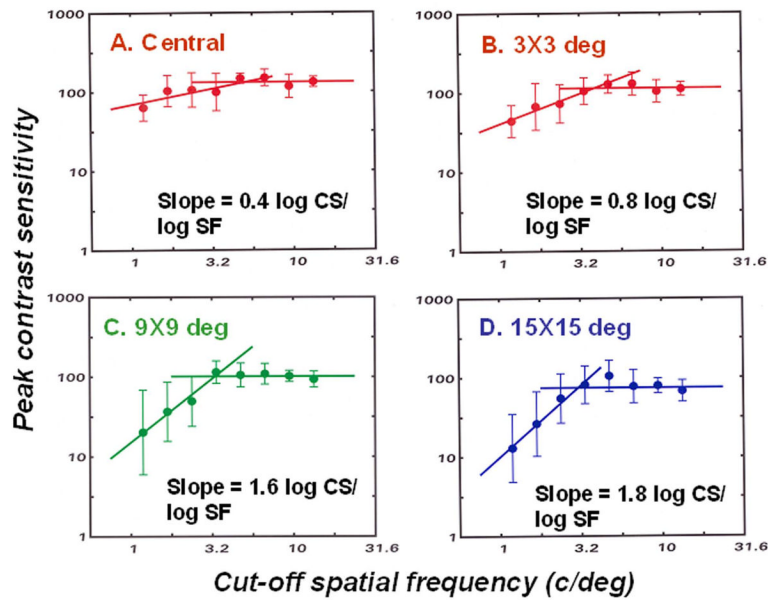 1000
100
10
1
A. Central
Slope = 0.4 log CS/
log SF
1
3.2
10
31.6
1000
100
10
1
B. 3X3 deg
Slope = 0.8 log CS/
log SF
1
3.2
10
31.6
1000
100
10
1
C. 9X9 deg
Slope = 1.6 log CS/
log SF
1
3.2
10
31.6
1000
100
10
1
D. 15X15 deg
Slope = 1.8 log CS/
log SF
1
3.2
10
31.6
Peak contrast sensitivity
Cut-off spatial frequency (c/deg)